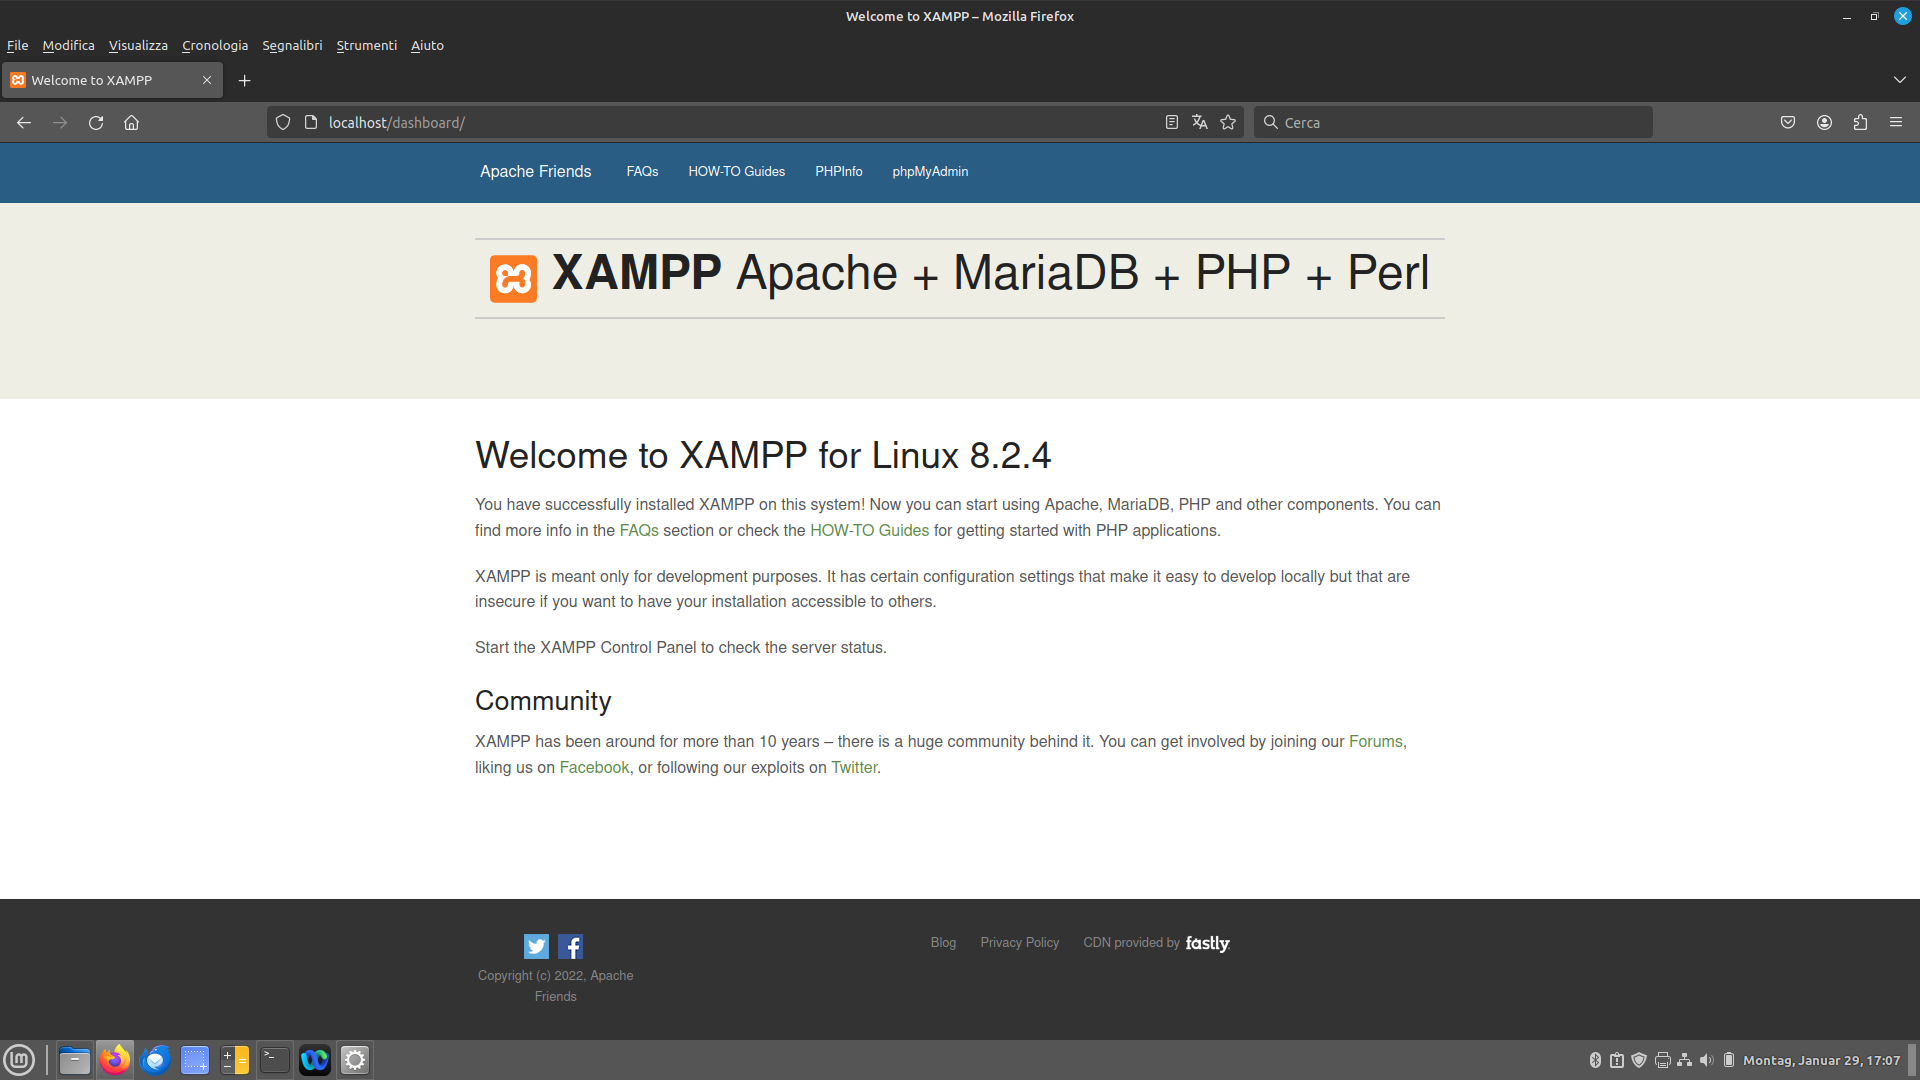 Welcome to XAMPP – Mozilla Firefox
File Modifica Visualizza Cronologia Segnalibri Strumenti Aiuto
Welcome to XAMPP
localhost/dashboard/
Cerca
Apache Friends FAQs HOW-TO Guides PHPInfo phpMyAdmin
XAMPP Apache + MariaDB + PHP + Perl
Welcome to XAMPP for Linux 8.2.4
You have successfully installed XAMPP on this system! Now you can start using Apache, MariaDB, PHP and other components. You can
find more info in the FAQs section or check the HOW-TO Guides for getting started with PHP applications.
XAMPP is meant only for development purposes. It has certain configuration settings that make it easy to develop locally but that are
insecure if you want to have your installation accessible to others.
Start the XAMPP Control Panel to check the server status.
Community
XAMPP has been around for more than 10 years – there is a huge community behind it. You can get involved by joining our Forums,
liking us on Facebook, or following our exploits on Twitter.
Blog Privacy Policy CDN provided by fastly
Copyright (c) 2022, Apache
Friends
Montag, Januar 29, 17:07